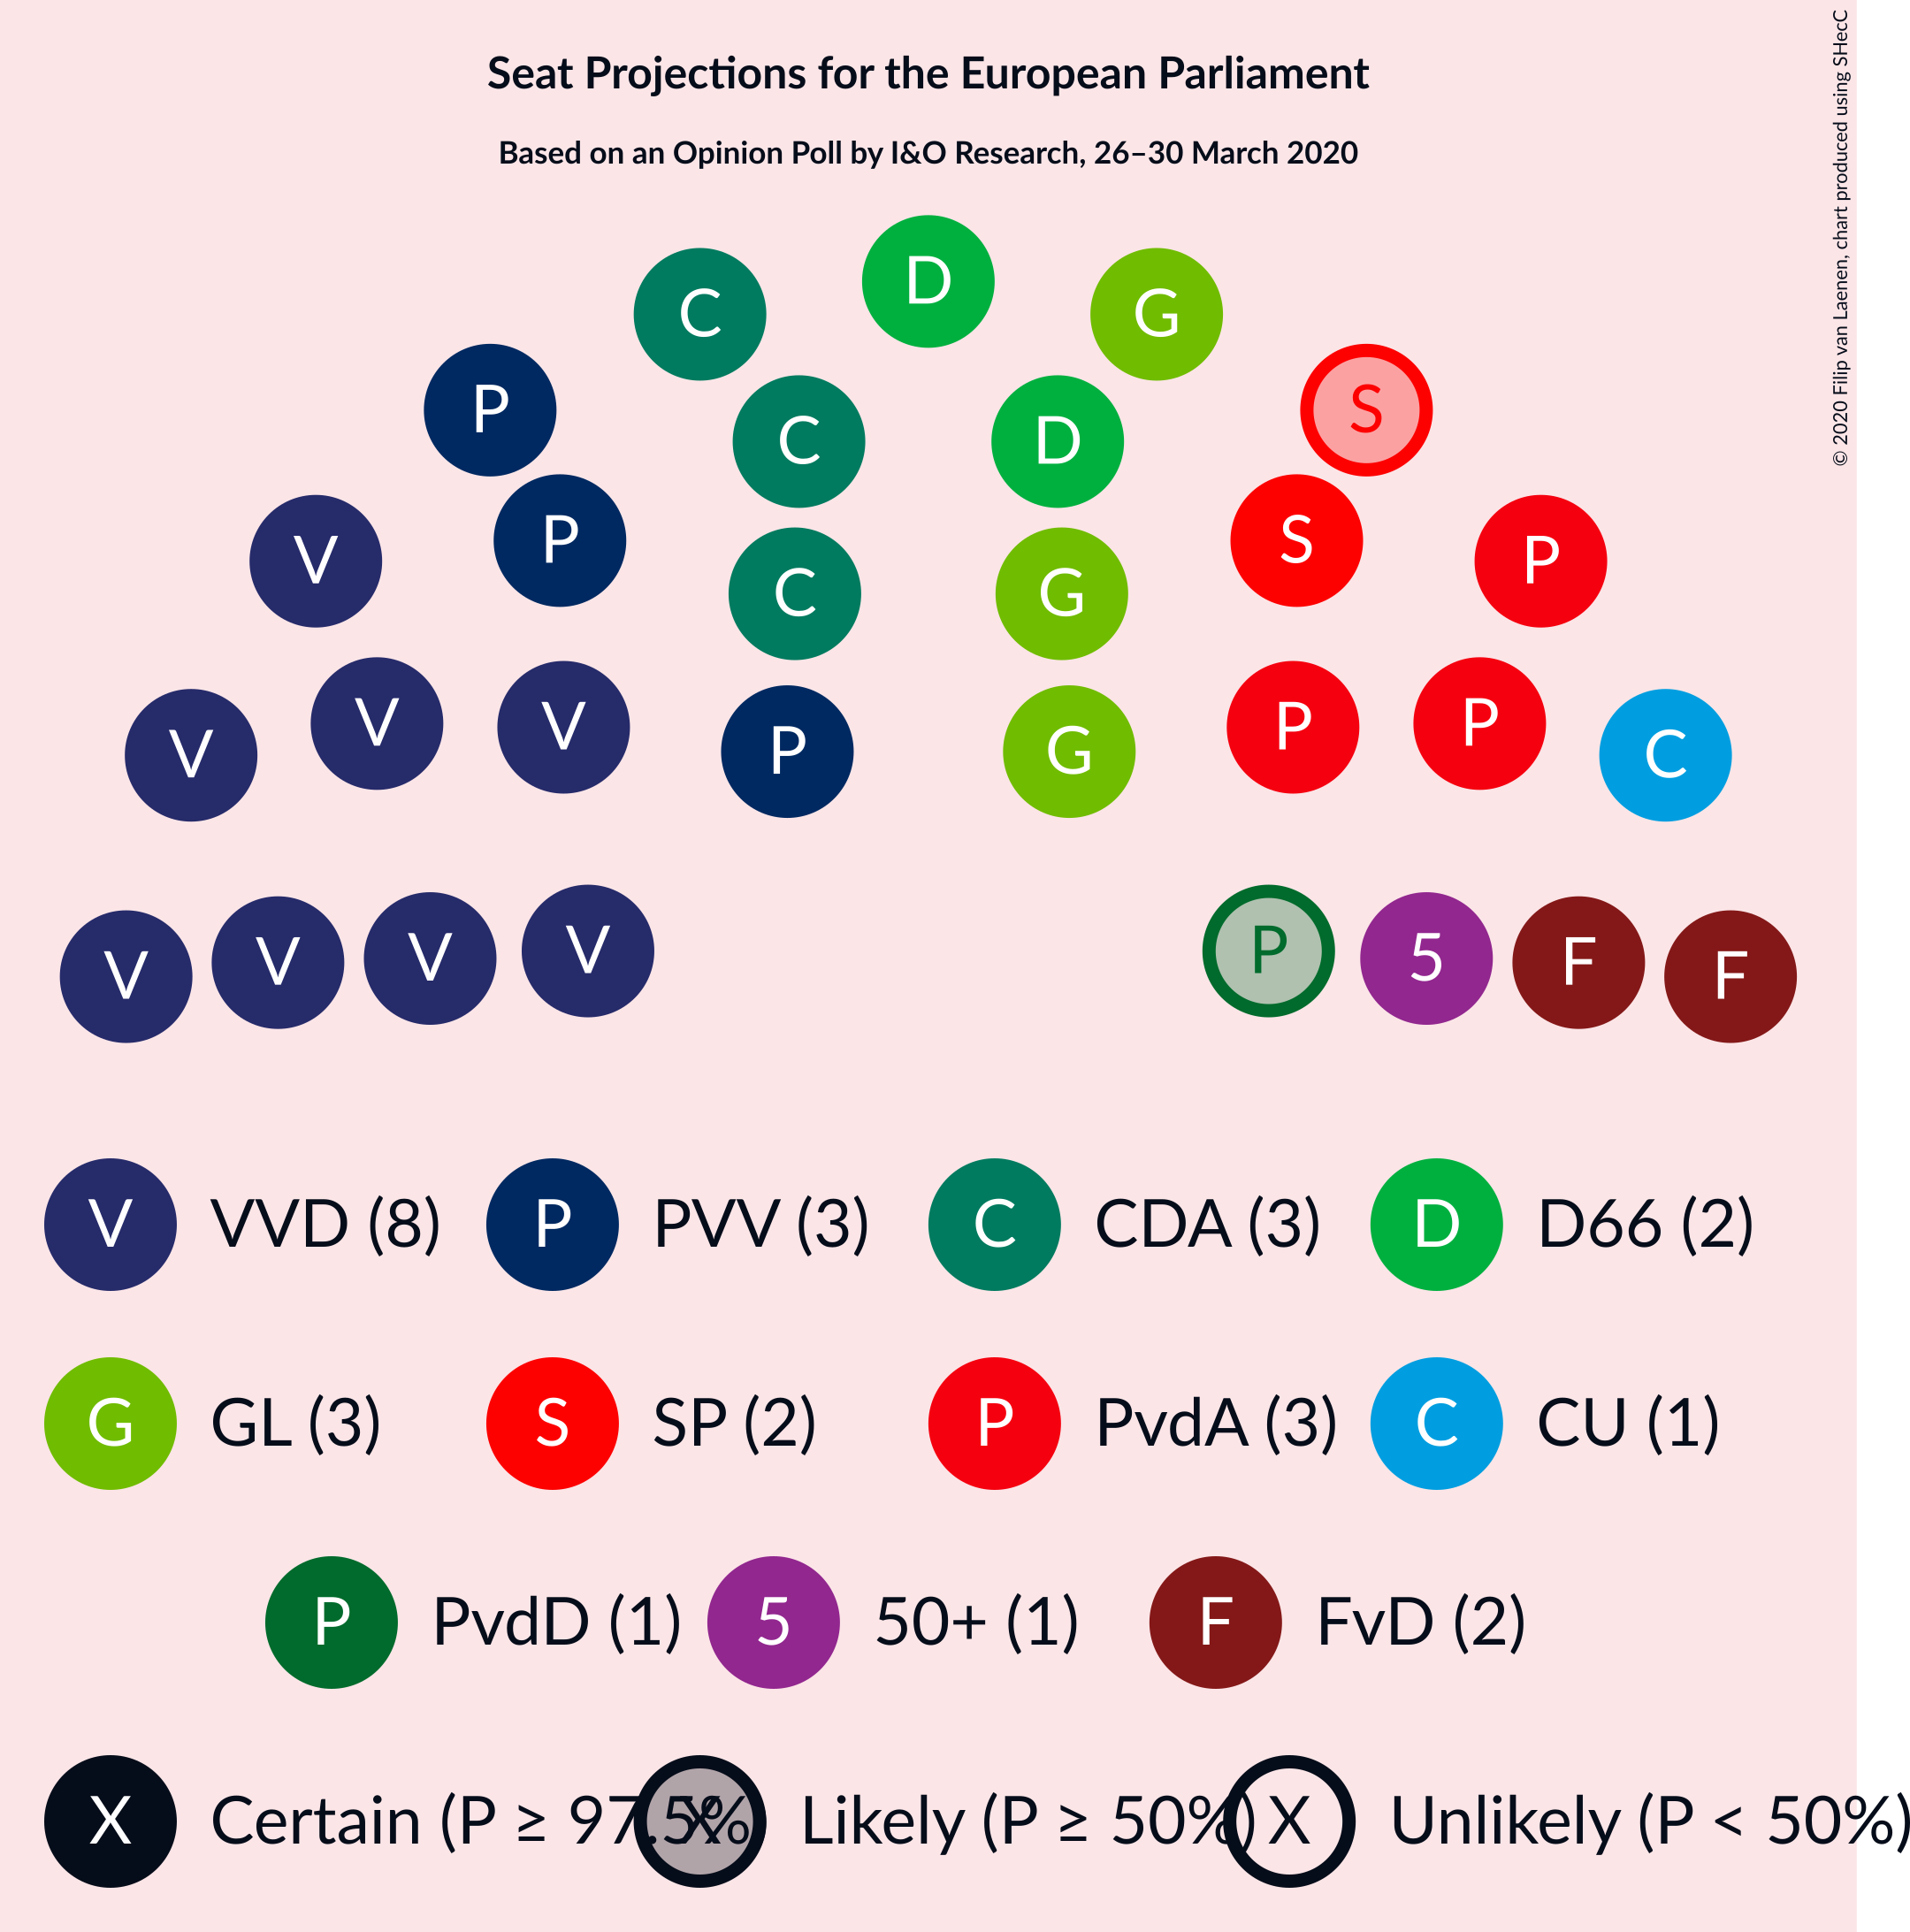 Seat Projections for the European Parliament
Based on an Opinion Poll by I&O Research, 26–30 March 2020
© 2020 Filip van Laenen, chart produced using SHecC
D
C G
P S
C D
P S
V P
C G
V V P P
V P G C
V V V V P 5 F F
V VVD (8) P PVV (3) C CDA (3) D D66 (2)
G GL (3) S SP (2) P PvdA (3) C CU (1)
P PvdD (1) 5 50+ (1) F FvD (2)
X Certain (P ≥ 97.5% X Likely (P ≥ 50%) X Unlikely (P < 50%)